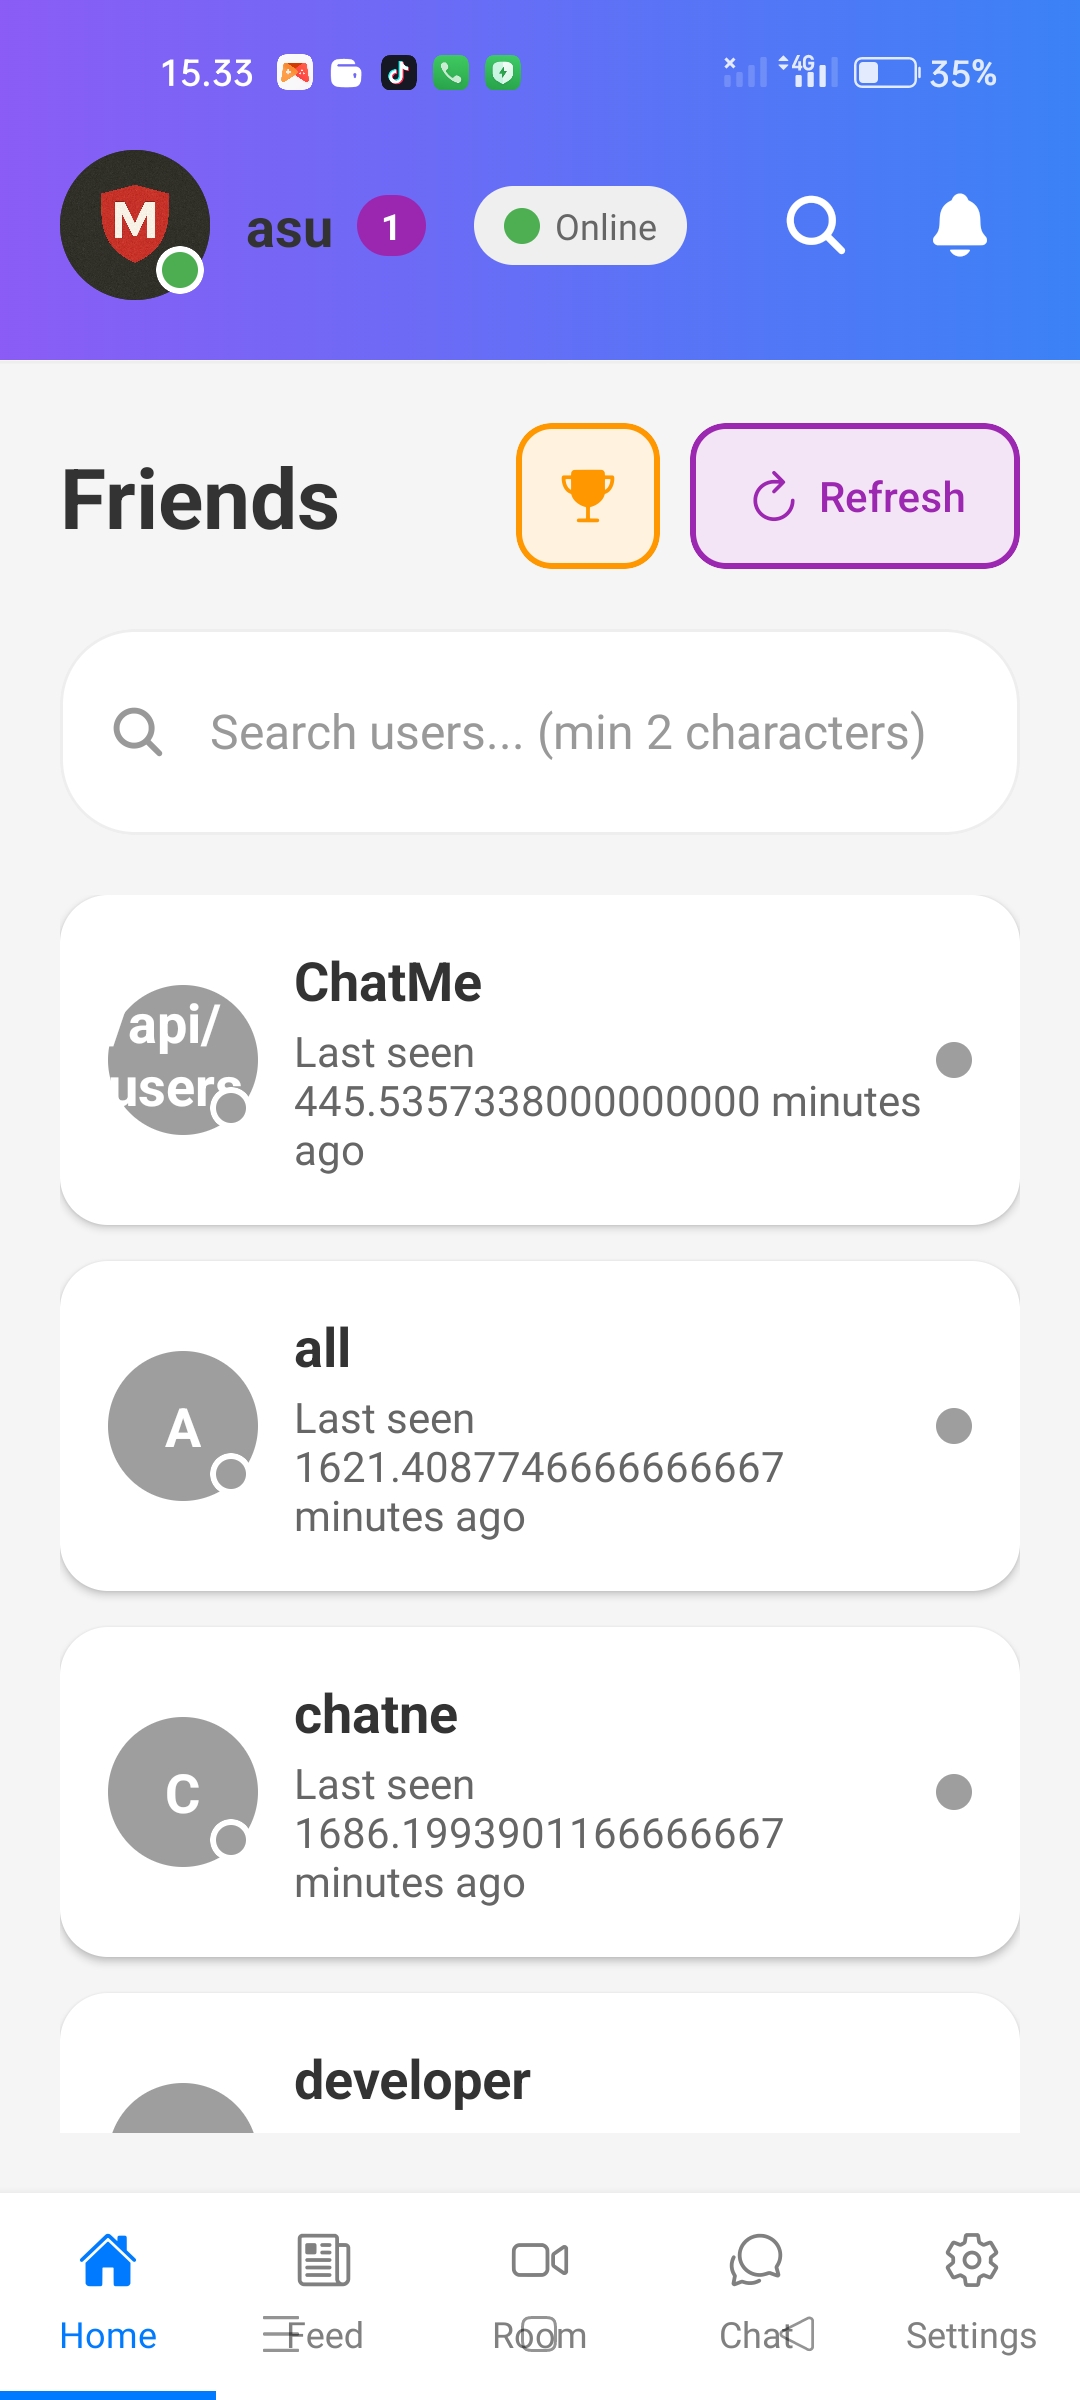 15.33
4G
35%
M
asu
1
Online
Friends
Refresh
Search users... (min 2 characters)
/api/
users
ChatMe
Last seen
445.5357338000000000 minutes
ago
A
all
Last seen
1621.4087746666666667
minutes ago
C
chatne
Last seen
1686.1993901166666667
minutes ago
developer
Home
Feed
Room
Chat
Settings